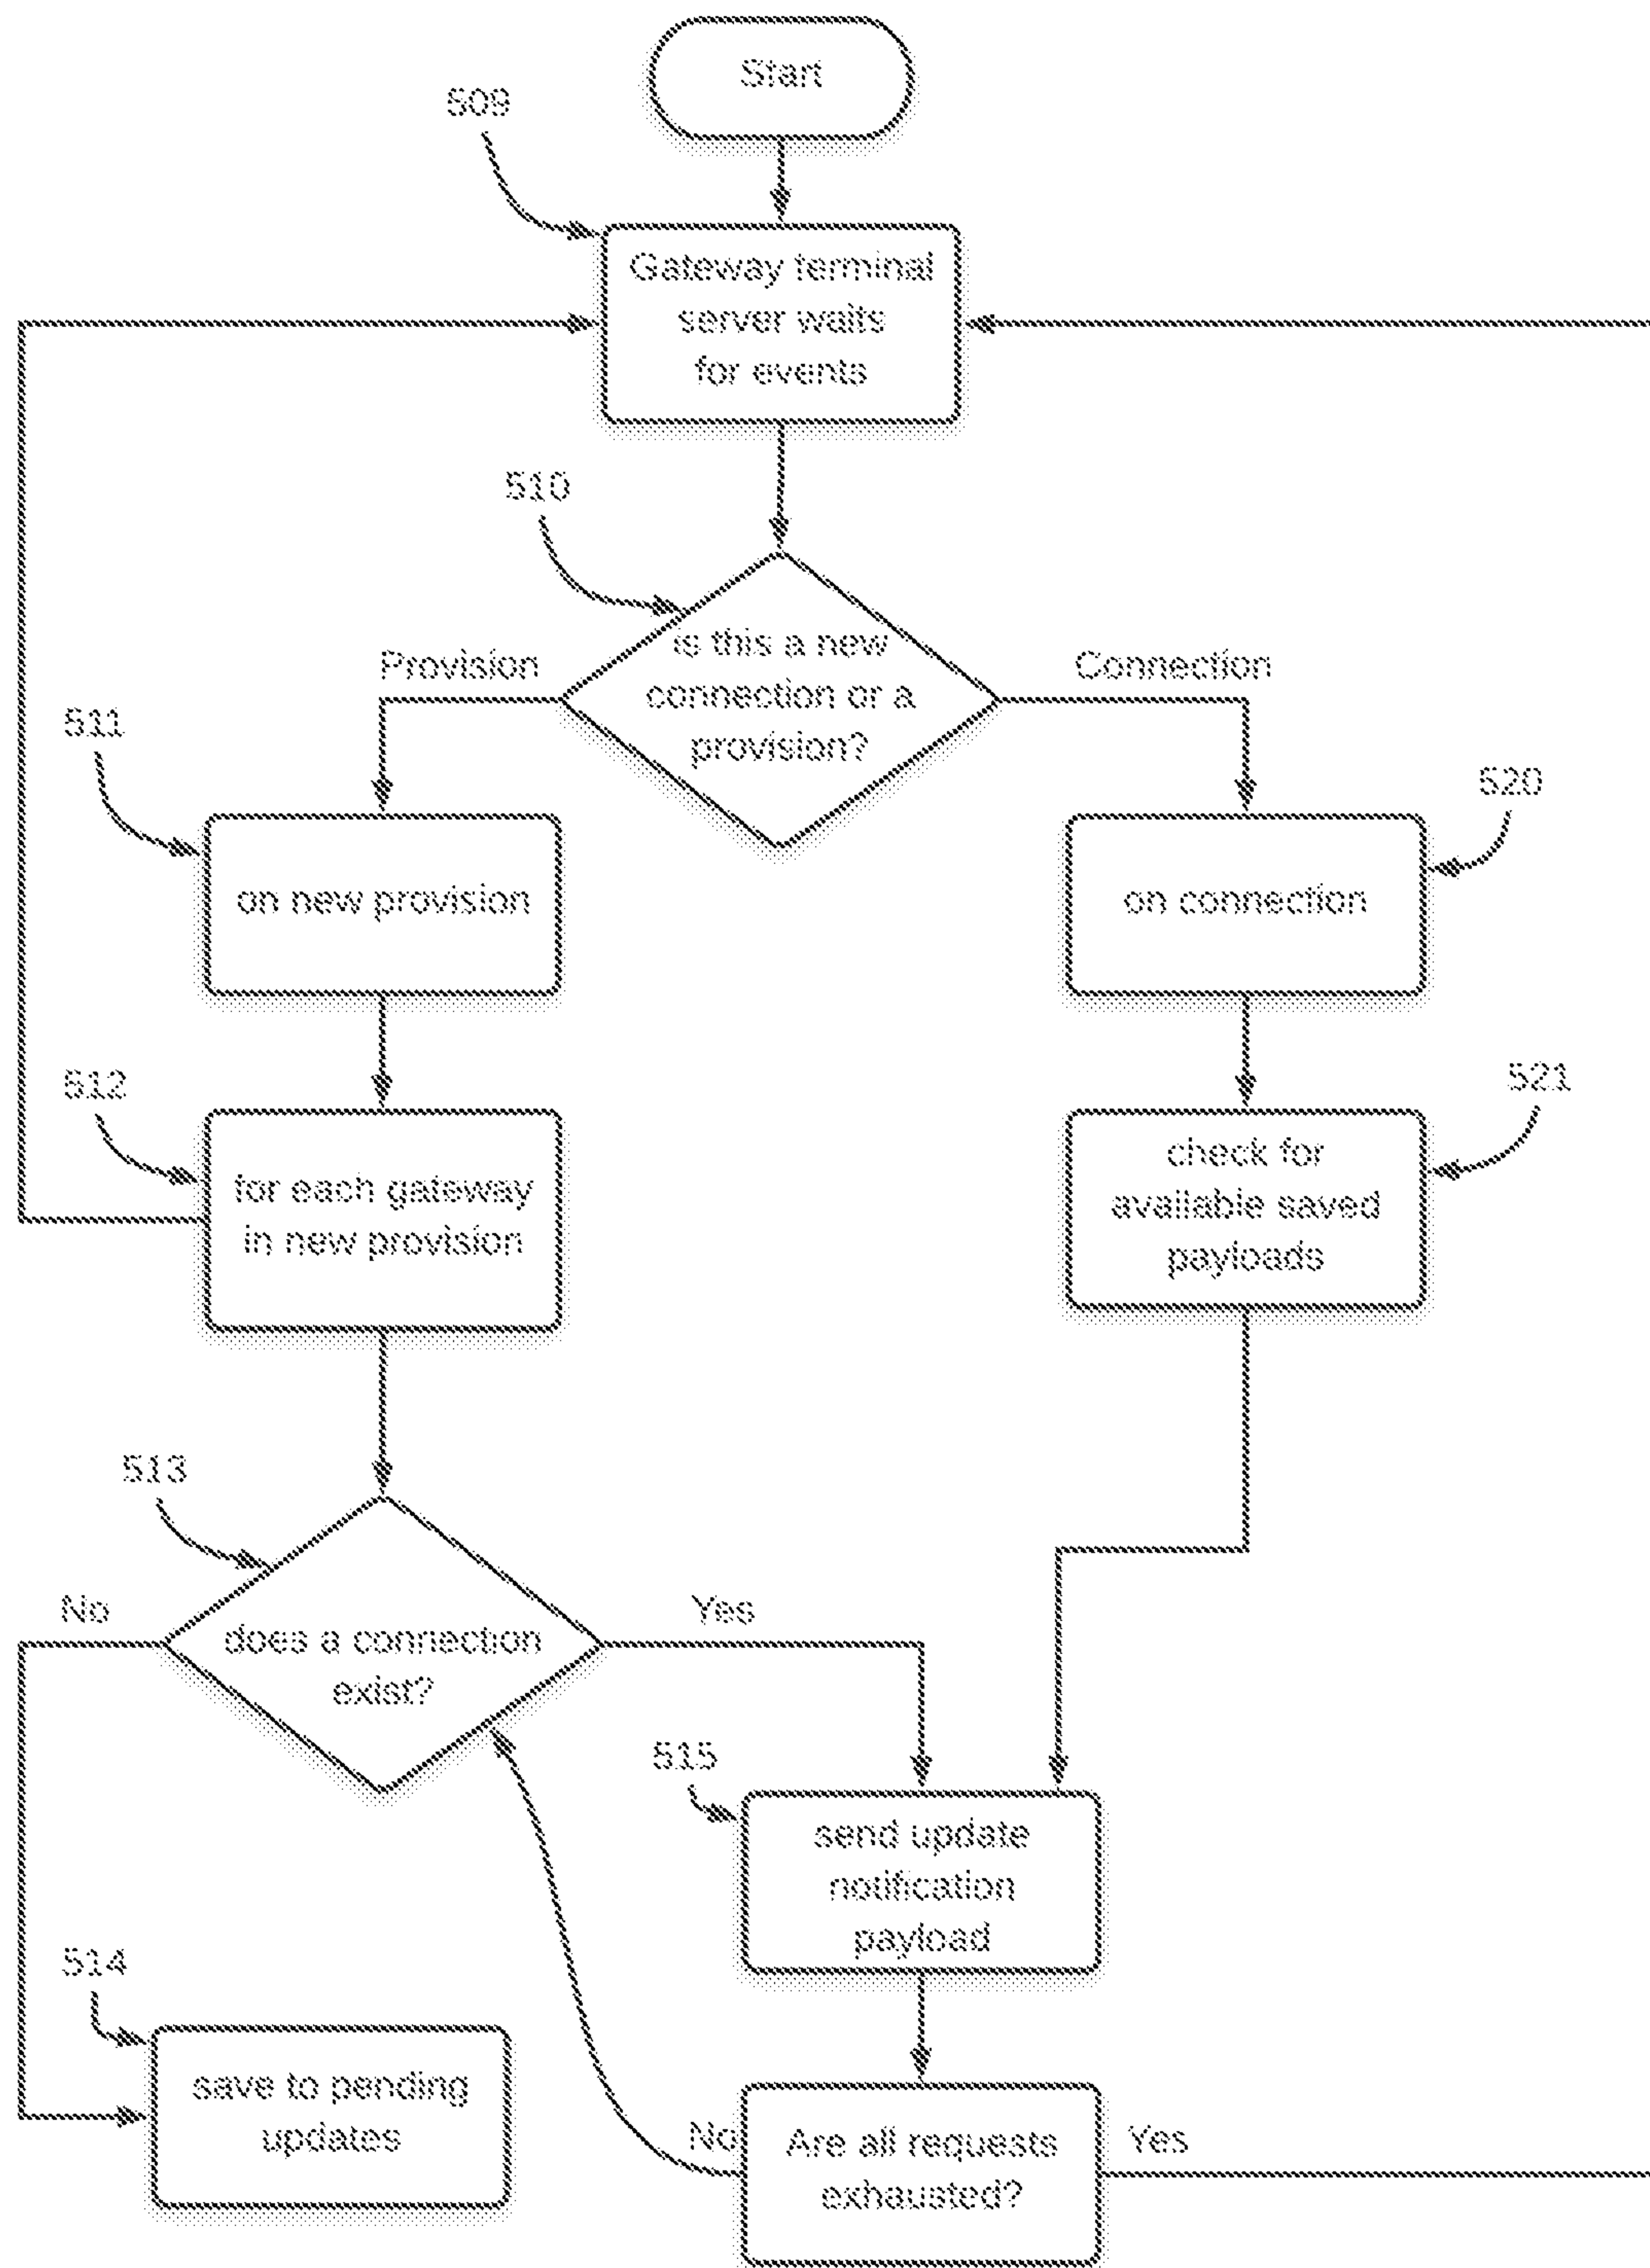 Start
509
Gateway terminal
server waits
for events
510
is this a new
connection or a
provision?
Provision
Connection
511
on new provision
520
on connection
512
for each gateway
in new provision
521
check for
available saved
payloads
513
does a connection
exist?
No
Yes
515
send update
notification
payload
514
save to pending
updates
No
Are all requests
exhausted?
Yes